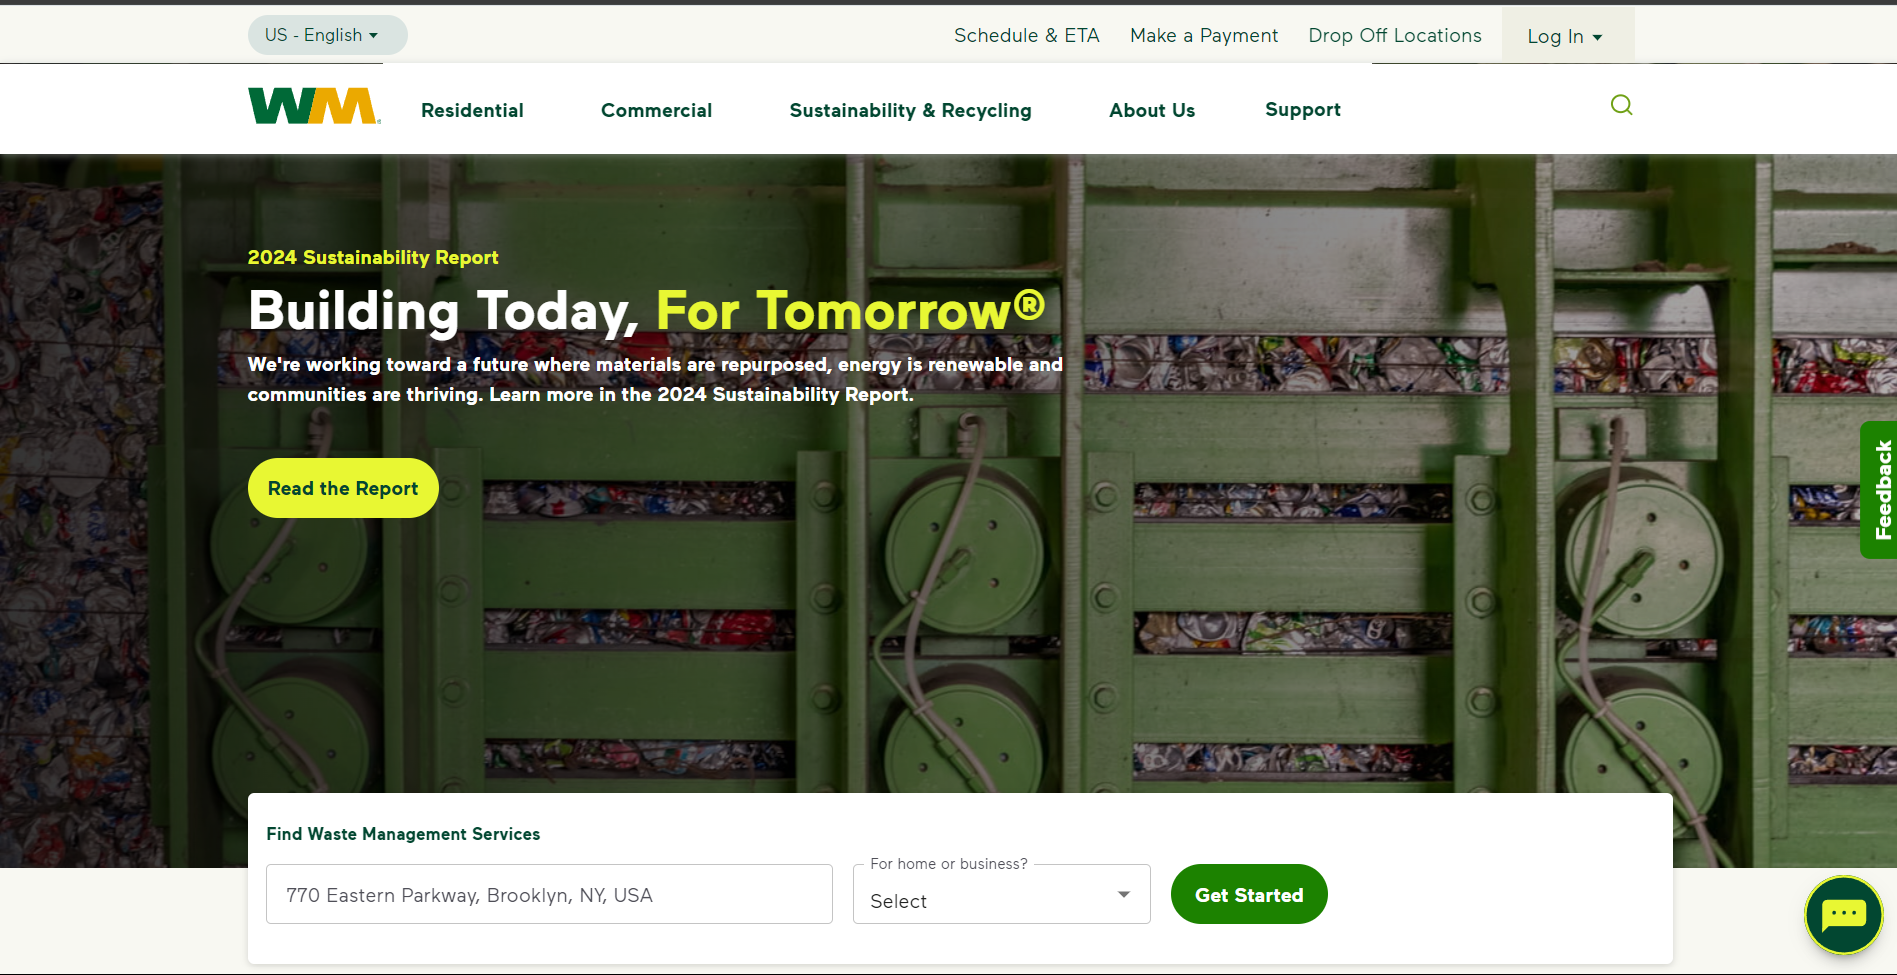 US - English
Schedule & ETA
Make a Payment
Drop Off Locations
Log In
WM
Residential
Commercial
Sustainability & Recycling
About Us
Support
2024 Sustainability Report
Building Today, For Tomorrow®
We're working toward a future where materials are repurposed, energy is renewable and
communities are thriving. Learn more in the 2024 Sustainability Report.
Read the Report
Feedback
Find Waste Management Services
770 Eastern Parkway, Brooklyn, NY, USA
For home or business?
Select
Get Started